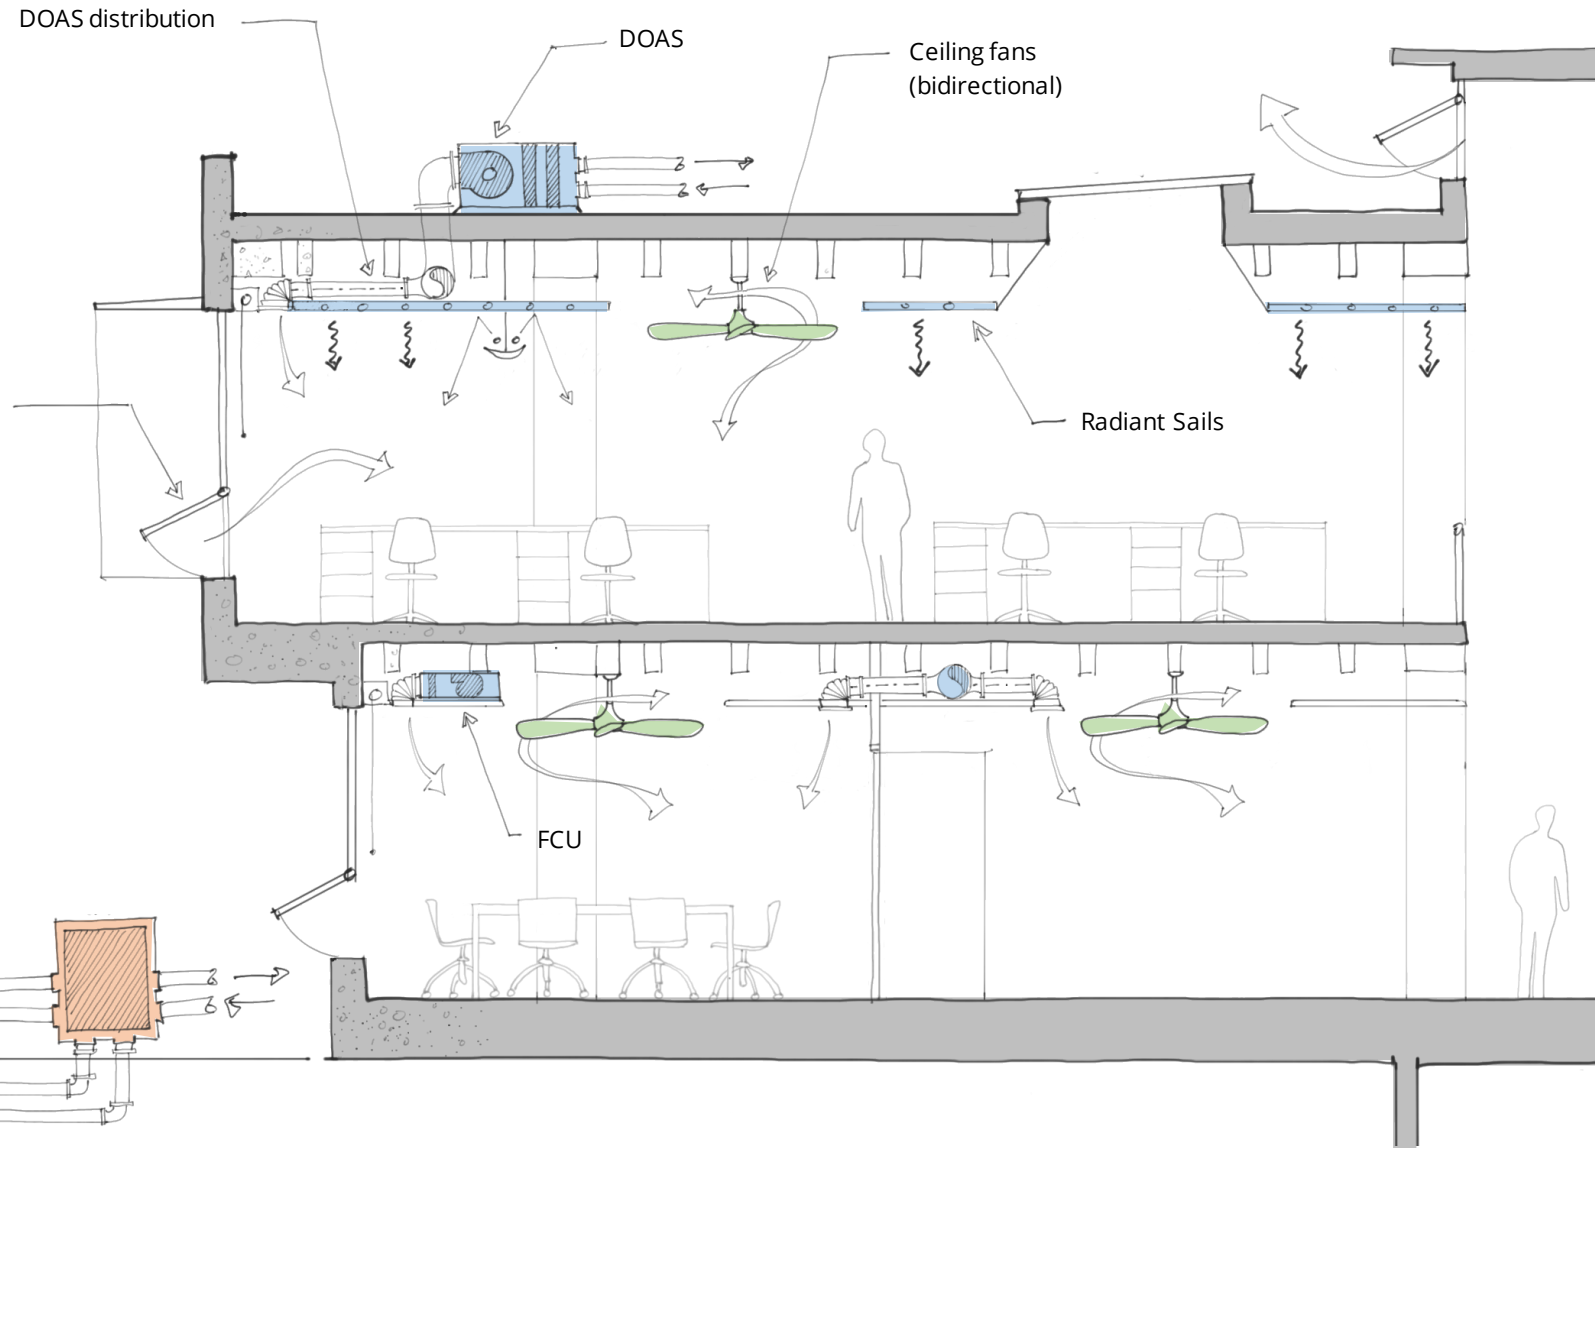 DOAS distribution
DOAS
Ceiling fans
(bidirectional)
Radiant Sails
FCU